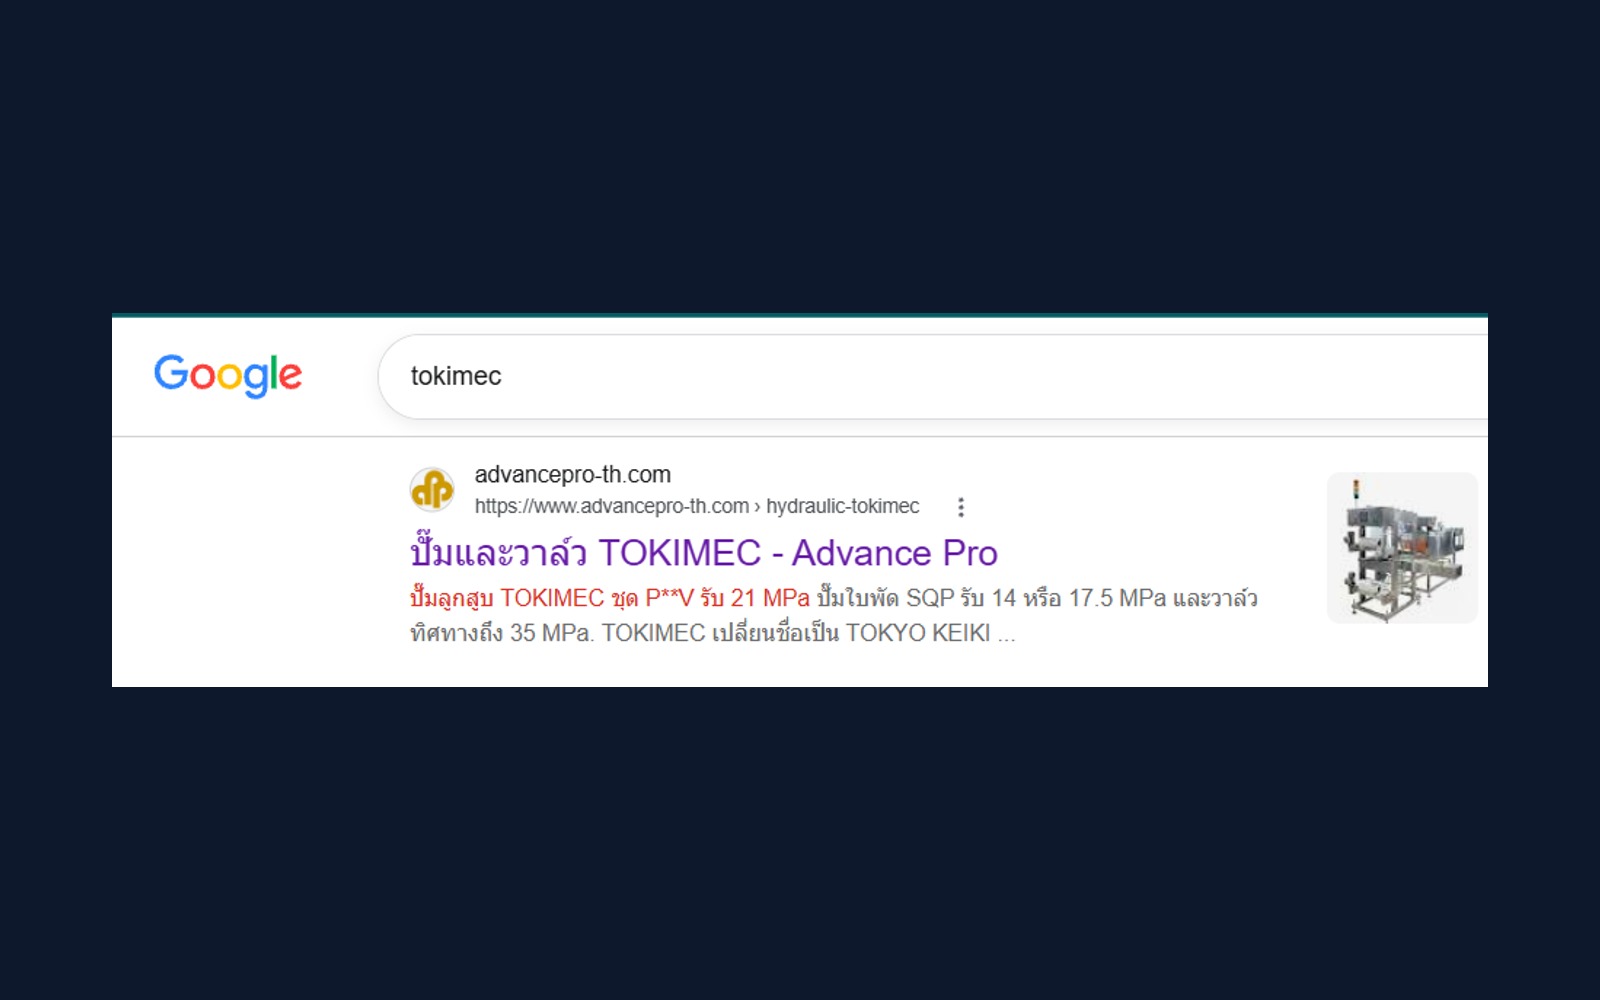 Google
tokimec
advancepro-th.com
https://www.advancepro-th.com › hydraulic-tokimec
ปั๊มและวาล์ว TOKIMEC - Advance Pro
ปั๊มลูกสูบ TOKIMEC ชุด P**V รับ 21 MPa ปั๊มใบพัด SQP รับ 14 หรือ 17.5 MPa และวาล์ว
ทิศทางถึง 35 MPa. TOKIMEC เปลี่ยนชื่อเป็น TOKYO KEIKI ...